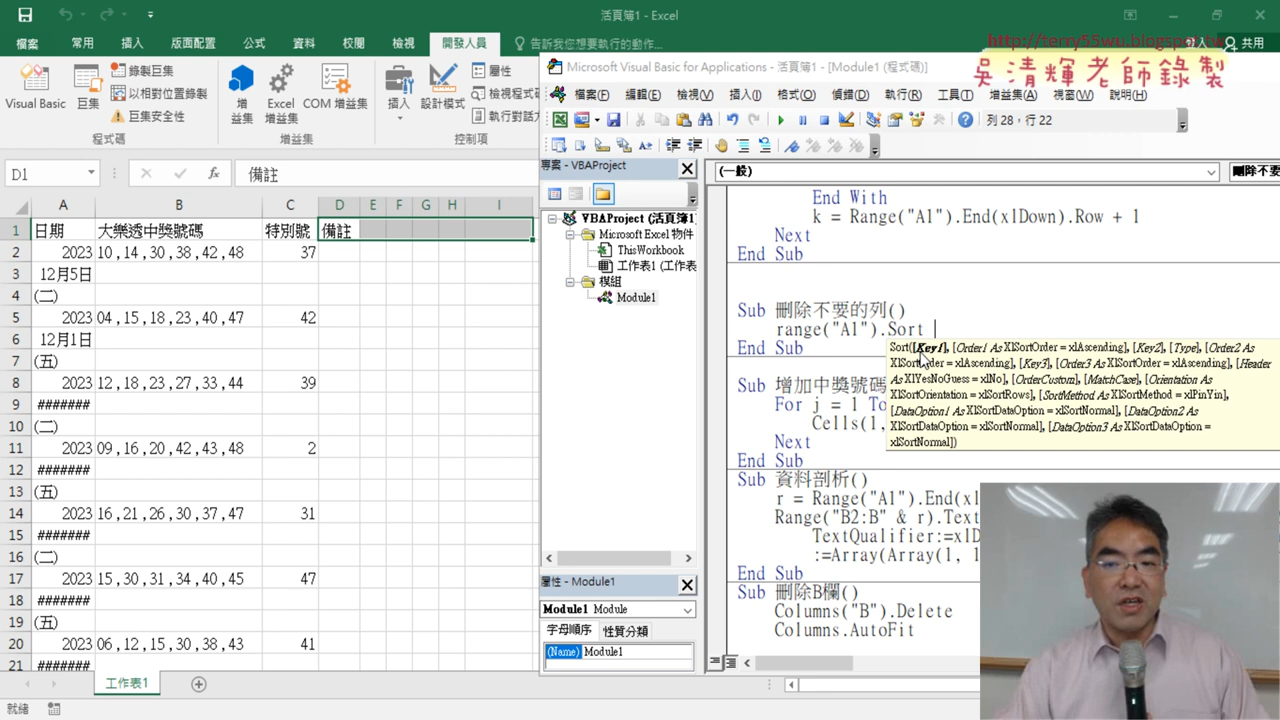 活頁簿1 - Excel
http://terry55wu.blogspot.tw
吳清輝老師錄製
檔案 常用 插入 版面配置 公式 資料 校閱 檢視 開發人員 告訴我您想要執行的動作... 登入 共用
Visual Basic 巨集 錄製巨集 以相對位置錄製 巨集安全性 程式碼
增益集 Excel 增益集 COM 增益集 增益集
插入 設計模式 屬性 檢視程式碼 執行對話方 控制項
D1 fx 備註
A B C D E F G H I
1 日期 大樂透中獎號碼 特別號 備註
2 2023 10,14,30,38,42,48 37
3 12月5日
4 (二)
5 2023 04,15,18,23,40,47 42
6 12月1日
7 (五)
8 2023 12,18,23,27,33,44 39
9 #######
10 (二)
11 2023 09,16,20,42,43,48 2
12 #######
13 (五)
14 2023 16,21,26,30,37,47 31
15 #######
16 (二)
17 2023 15,30,31,34,40,45 47
18 #######
19 (五)
20 2023 06,12,15,30,38,43 41
21 #######
工作表1
就緒
Microsoft Visual Basic for Applications - 活頁簿1 - [Module1 (程式碼)]
檔案(F) 編輯(E) 檢視(V) 插入(I) 格式(O) 偵錯(D) 執行(R) 工具(T) 增益集(A) 視窗(W) 說明(H)
列 28，行 22
專案 - VBAProject
VBAProject (活頁簿1)
Microsoft Excel 物件
ThisWorkbook
工作表1 (工作表
模組
Module1
屬性 - Module1
Module1 Module
字母順序 性質分類
(Name) Module1
(一般) 刪除不要
End With
k = Range("A1").End(xlDown).Row + 1
Next
End Sub
Sub 刪除不要的列()
range("A1").Sort
End Sub
Sort([Key1], [Order1 As XlSortOrder = xlAscending], [Key2], [Type], [Order2 As
XlSortOrder = xlAscending], [Key3], [Order3 As XlSortOrder = xlAscending], [Header
As XlYesNoGuess = xlNo], [OrderCustom], [MatchCase], [Orientation As
XlSortOrientation = xlSortRows], [SortMethod As XlSortMethod = xlPinYin],
[DataOption1 As XlSortDataOption = xlSortNormal], [DataOption2 As
XlSortDataOption = xlSortNormal], [DataOption3 As XlSortDataOption =
xlSortNormal])
Sub 增加中獎號碼
For j = 1 To
Cells(1,
Next
End Sub
Sub 資料剖析()
r = Range("A1").End(xl
Range("B2:B" & r).Text
TextQualifier:=xlD
:=Array(Array(1, 1
End Sub
Sub 刪除B欄()
Columns("B").Delete
Columns.AutoFit